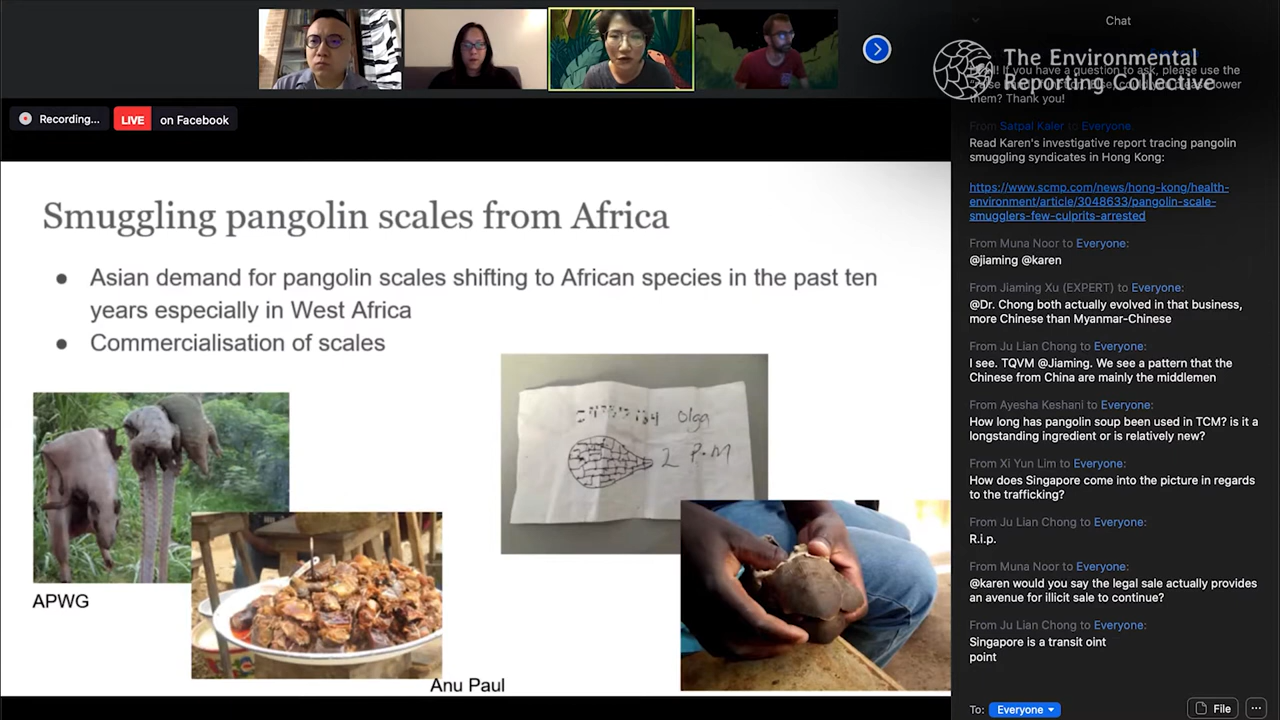 Chat
The Environmental
Reporting Collective
If you have a question to ask, please use the
lower
them? Thank you!
Recording...
LIVE
on Facebook
From Satpal Kaler to Everyone:
Read Karen's investigative report tracing pangolin
smuggling syndicates in Hong Kong:
https://www.scmp.com/news/hong-kong/health-
environment/article/3048633/pangolin-scale-
smugglers-few-culprits-arrested
From Muna Noor to Everyone:
@jiaming @karen
From Jiaming Xu (EXPERT) to Everyone:
@Dr. Chong both actually evolved in that business,
more Chinese than Myanmar-Chinese
From Ju Lian Chong to Everyone:
I see. TQVM @Jiaming. We see a pattern that the
Chinese from China are mainly the middlemen
From Ayesha Keshani to Everyone:
How long has pangolin soup been used in TCM? is it a
longstanding ingredient or is relatively new?
From Xi Yun Lim to Everyone:
How does Singapore come into the picture in regards
to the trafficking?
From Ju Lian Chong to Everyone:
R.i.p.
From Muna Noor to Everyone:
@karen would you say the legal sale actually provides
an avenue for illicit sale to continue?
From Ju Lian Chong to Everyone:
Singapore is a transit oint
point
To: Everyone
File
Smuggling pangolin scales from Africa
● Asian demand for pangolin scales shifting to African species in the past ten
years especially in West Africa
● Commercialisation of scales
Olga
2 P.M
APWG
Anu Paul